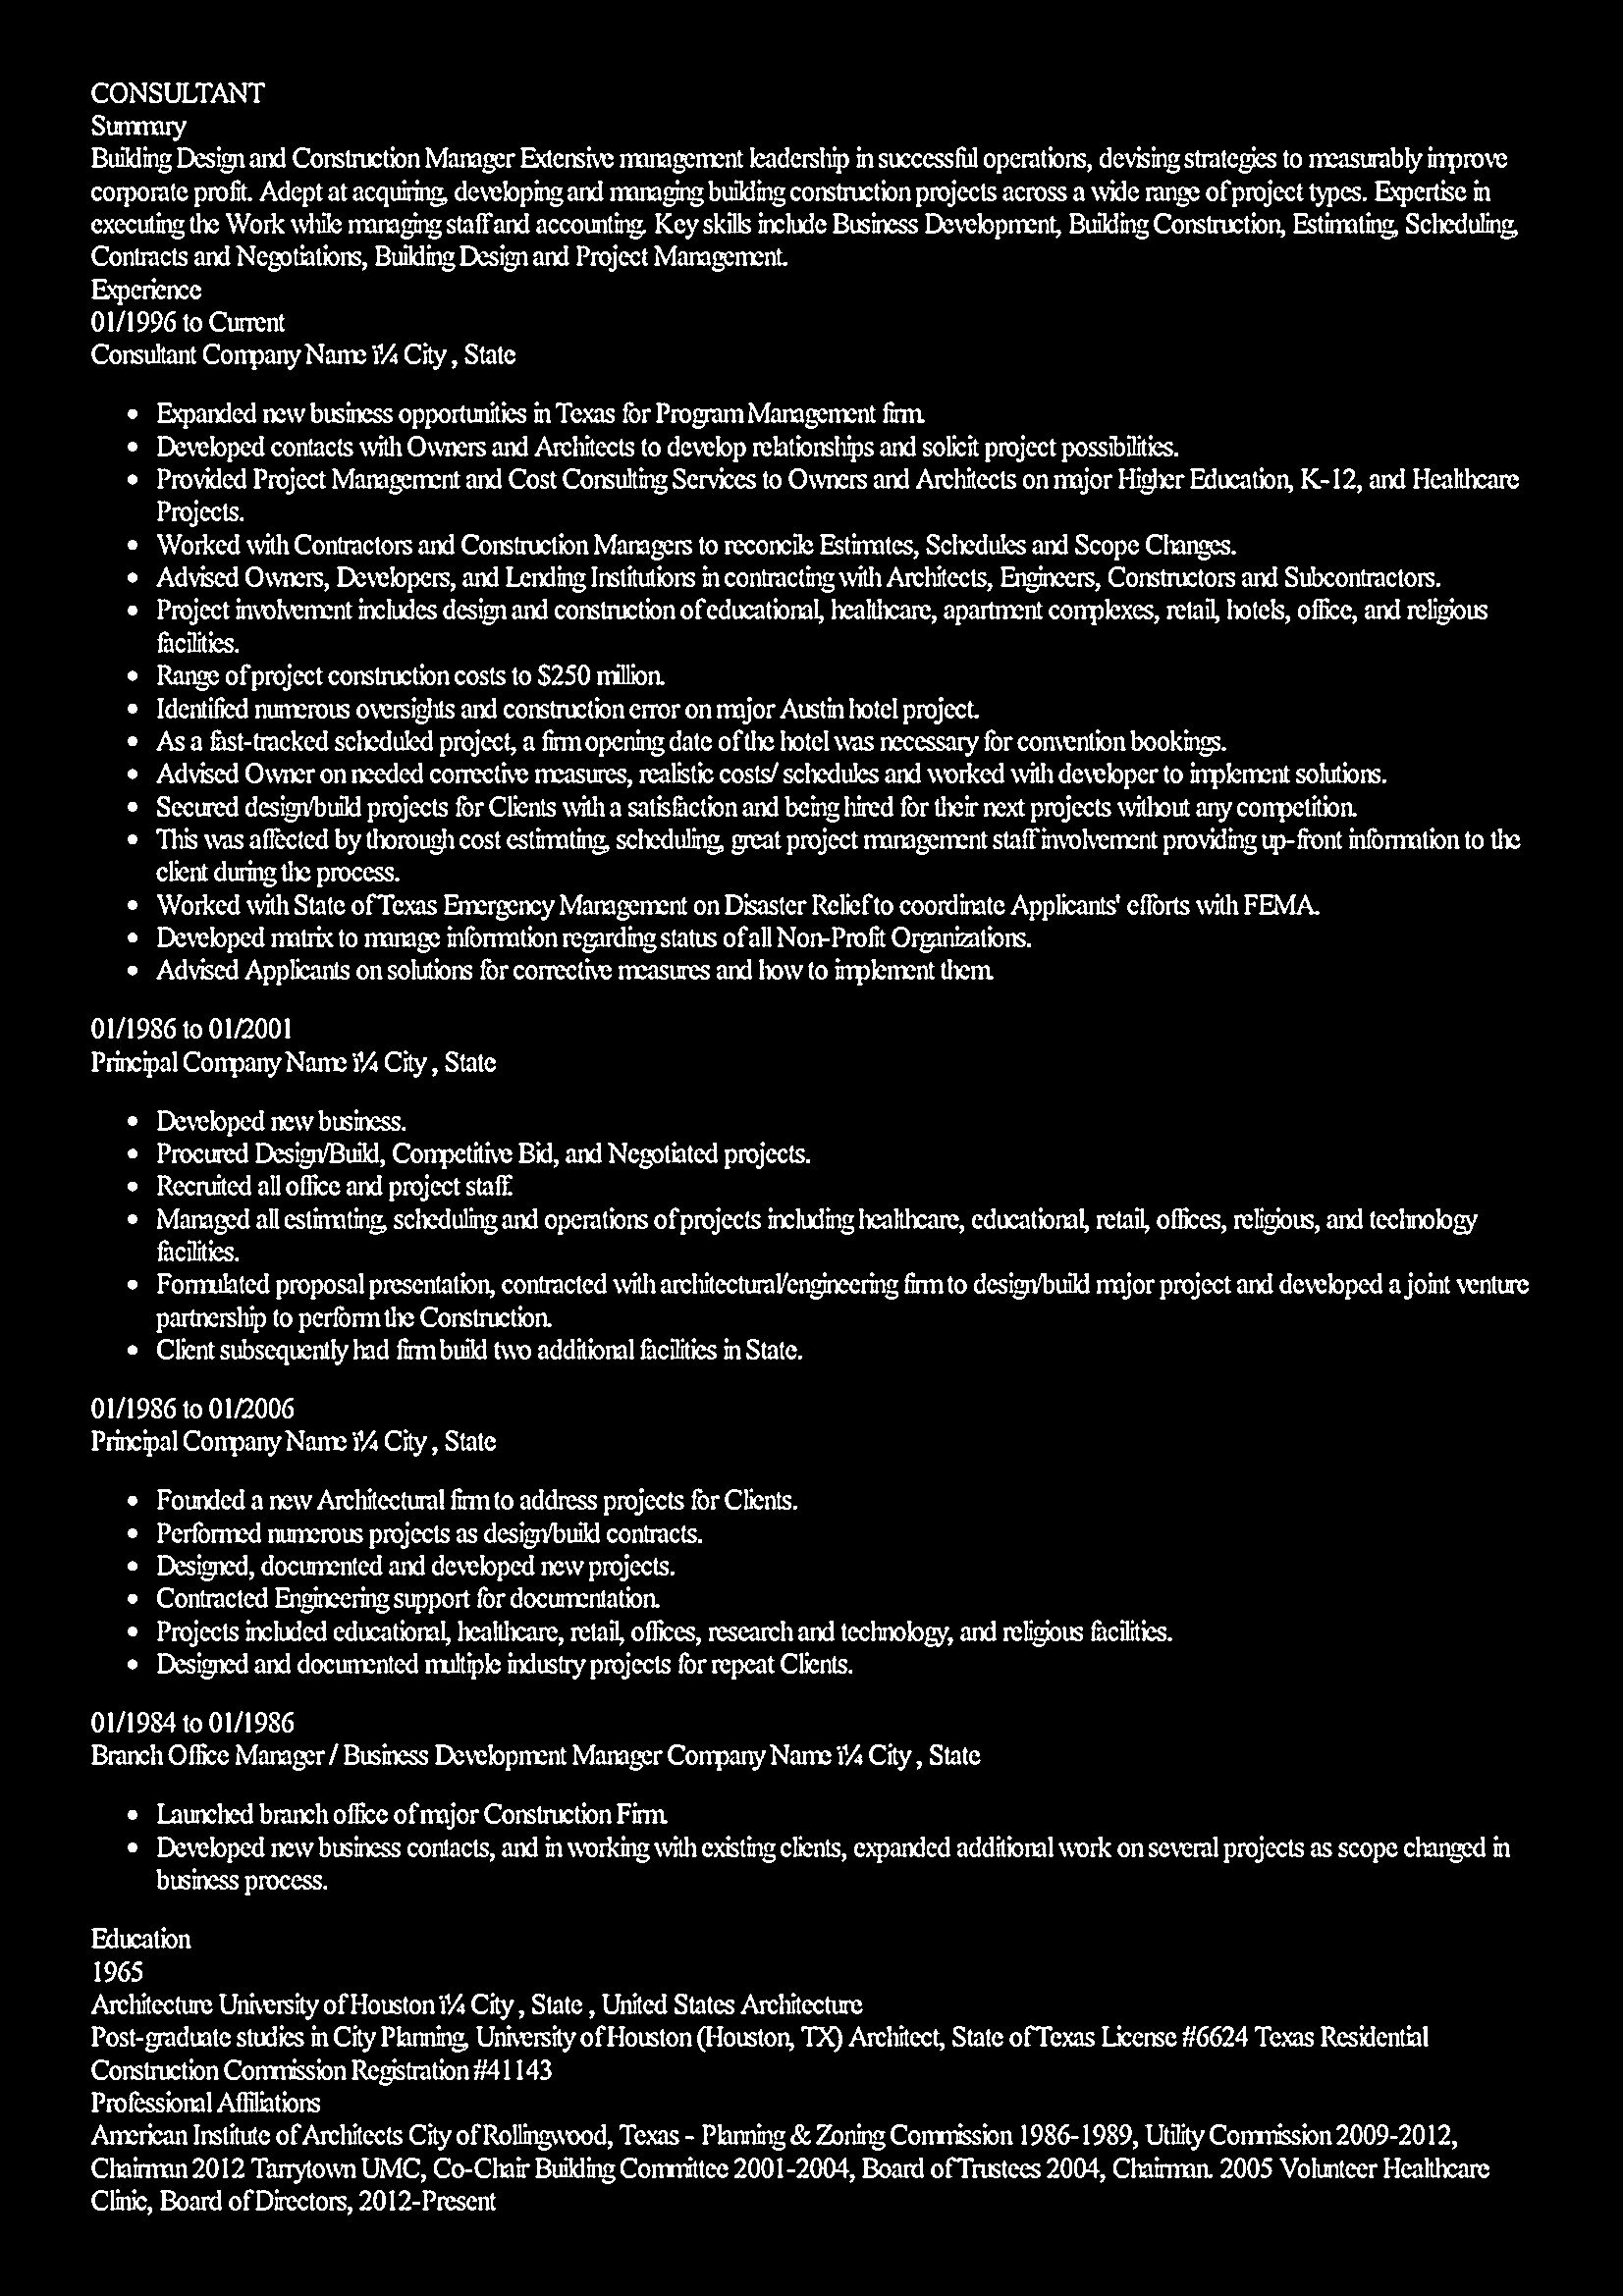 CONSULTANT
Summary
Building Design and Construction Manager Extensive management leadership in successful operations, devising strategies to measurably improve
corporate profit. Adept at acquiring, developing and managing building construction projects across a wide range of project types. Expertise in
executing the Work while managing staff and accounting. Key skills include Business Development, Building Construction, Estimating, Scheduling,
Contracts and Negotiations, Building Design and Project Management.
Experience
01/1996 to Current
Consultant Company Name ï¼ City , State
• Expanded new business opportunities in Texas for Program Management firm.
• Developed contacts with Owners and Architects to develop relationships and solicit project possibilities.
• Provided Project Management and Cost Consulting Services to Owners and Architects on major Higher Education, K-12, and Healthcare
Projects.
• Worked with Contractors and Construction Managers to reconcile Estimates, Schedules and Scope Changes.
• Advised Owners, Developers, and Lending Institutions in contracting with Architects, Engineers, Constructors and Subcontractors.
• Project involvement includes design and construction of educational, healthcare, apartment complexes, retail, hotels, office, and religious
facilities.
• Range of project construction costs to $250 million.
• Identified numerous oversights and construction error on major Austin hotel project.
• As a fast-tracked scheduled project, a firm opening date of the hotel was necessary for convention bookings.
• Advised Owner on needed corrective measures, realistic costs/ schedules and worked with developer to implement solutions.
• Secured design/build projects for Clients with a satisfaction and being hired for their next projects without any competition.
• This was affected by thorough cost estimating, scheduling, great project management staff involvement providing up-front information to the
client during the process.
• Worked with State of Texas Emergency Management on Disaster Relief to coordinate Applicants' efforts with FEMA.
• Developed matrix to manage information regarding status of all Non-Profit Organizations.
• Advised Applicants on solutions for corrective measures and how to implement them.
01/1986 to 01/2001
Principal Company Name ï¼ City , State
• Developed new business.
• Procured Design/Build, Competitive Bid, and Negotiated projects.
• Recruited all office and project staff.
• Managed all estimating, scheduling and operations of projects including healthcare, educational, retail, offices, religious, and technology
facilities.
• Formulated proposal presentation, contracted with architectural/engineering firm to design/build major project and developed a joint venture
partnership to perform the Construction.
• Client subsequently had firm build two additional facilities in State.
01/1986 to 01/2006
Principal Company Name ï¼ City , State
• Founded a new Architectural firm to address projects for Clients.
• Performed numerous projects as design/build contracts.
• Designed, documented and developed new projects.
• Contracted Engineering support for documentation.
• Projects included educational, healthcare, retail, offices, research and technology, and religious facilities.
• Designed and documented multiple industry projects for repeat Clients.
01/1984 to 01/1986
Branch Office Manager / Business Development Manager Company Name ï¼ City , State
• Launched branch office of major Construction Firm.
• Developed new business contacts, and in working with existing clients, expanded additional work on several projects as scope changed in
business process.
Education
1965
Architecture University of Houston ï¼ City , State , United States Architecture
Post-graduate studies in City Planning, University of Houston (Houston, TX) Architect, State of Texas License #6624 Texas Residential
Construction Commission Registration #41143
Professional Affiliations
American Institute of Architects City of Rollingwood, Texas - Planning & Zoning Commission 1986-1989, Utility Commission 2009-2012,
Chairman 2012 Tarrytown UMC, Co-Chair Building Committee 2001-2004, Board of Trustees 2004, Chairman. 2005 Volunteer Healthcare
Clinic, Board of Directors, 2012-Present